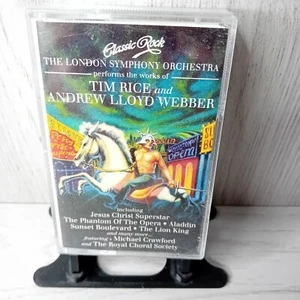 Classic Rock
THE LONDON SYMPHONY ORCHESTRA
performs the works of
TIM RICE and
ANDREW LLOYD WEBBER
OPERA
including
Jesus Christ Superstar
The Phantom Of The Opera • Aladdin
Sunset Boulevard • The Lion King
and many more...
featuring • Michael Crawford
and The Royal Choral Society